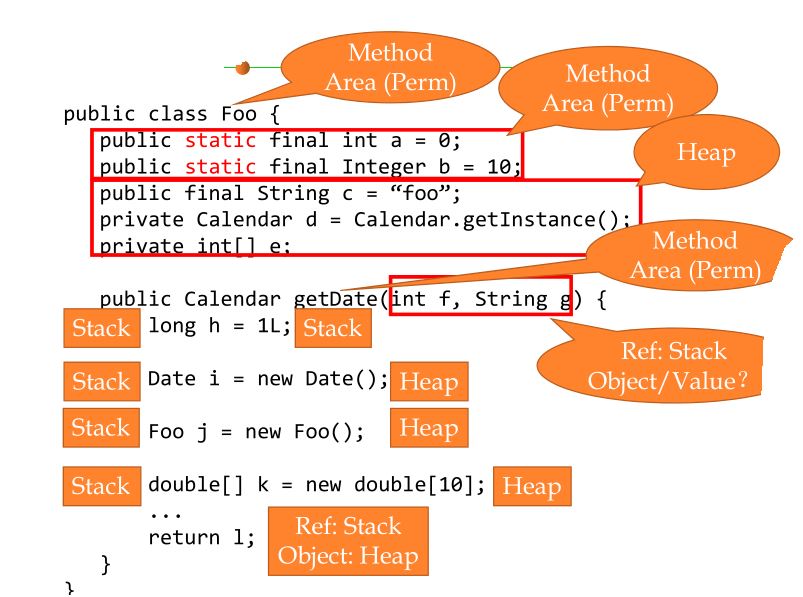 Method
Area (Perm)
Method
Area (Perm)
public class Foo {
public static final int a = 0;
Heap
public static final Integer b = 10;
public final String c = “foo”;
private Calendar d = Calendar.getInstance();
private int[] e;
Method
Area (Perm)
public Calendar getDate(int f, String g) {
Stack
long h = 1L;
Stack
Ref: Stack
Object/Value?
Stack
Date i = new Date();
Heap
Stack
Foo j = new Foo();
Heap
Stack
double[] k = new double[10];
Heap
...
return l;
Ref: Stack
Object: Heap
}
}